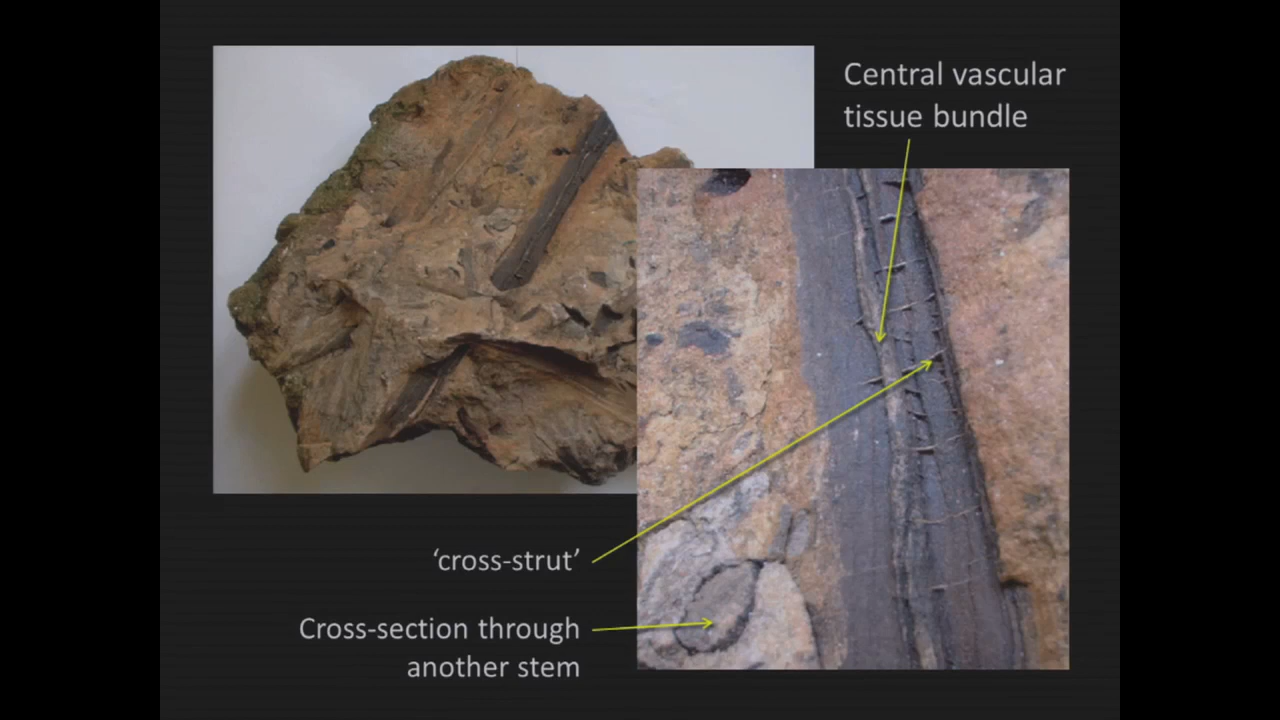 Central vascular
tissue bundle
‘cross-strut’
Cross-section through
another stem